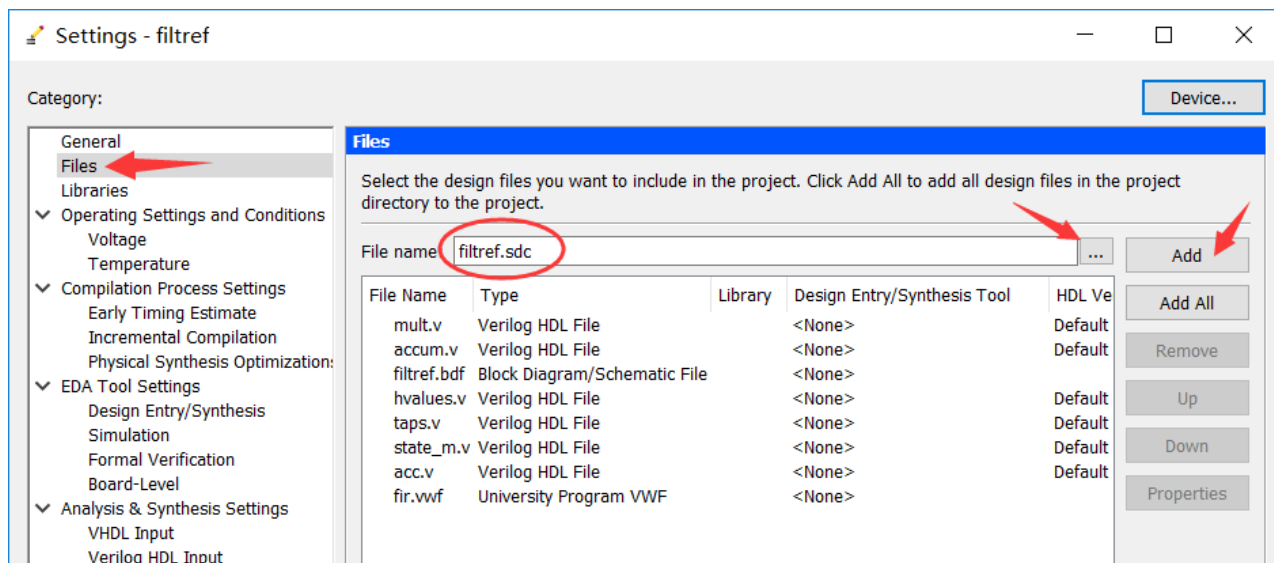 Settings - filtref
Category:
Device...
General
Files
Libraries
Operating Settings and Conditions
Voltage
Temperature
Compilation Process Settings
Early Timing Estimate
Incremental Compilation
Physical Synthesis Optimization
EDA Tool Settings
Design Entry/Synthesis
Simulation
Formal Verification
Board-Level
Analysis & Synthesis Settings
VHDL Input
Verilog HDL Input
Files
Select the design files you want to include in the project. Click Add All to add all design files in the project
directory to the project.
File name filtref.sdc ... Add
File Name Type Library Design Entry/Synthesis Tool HDL Ve
mult.v Verilog HDL File <None> Default
accum.v Verilog HDL File <None> Default
filtref.bdf Block Diagram/Schematic File <None>
hvalues.v Verilog HDL File <None> Default
taps.v Verilog HDL File <None> Default
state_m.v Verilog HDL File <None> Default
acc.v Verilog HDL File <None> Default
fir.vwf University Program VWF <None>
Add All
Remove
Up
Down
Properties